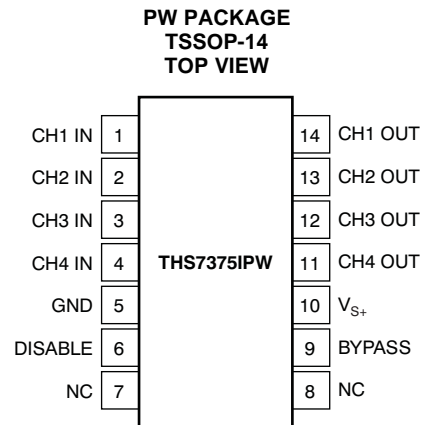 PW PACKAGE
TSSOP-14
TOP VIEW
CH1 IN 1 14 CH1 OUT
CH2 IN 2 13 CH2 OUT
CH3 IN 3 12 CH3 OUT
CH4 IN 4 THS7375IPW 11 CH4 OUT
GND 5 10 VS+
DISABLE 6 9 BYPASS
NC 7 8 NC